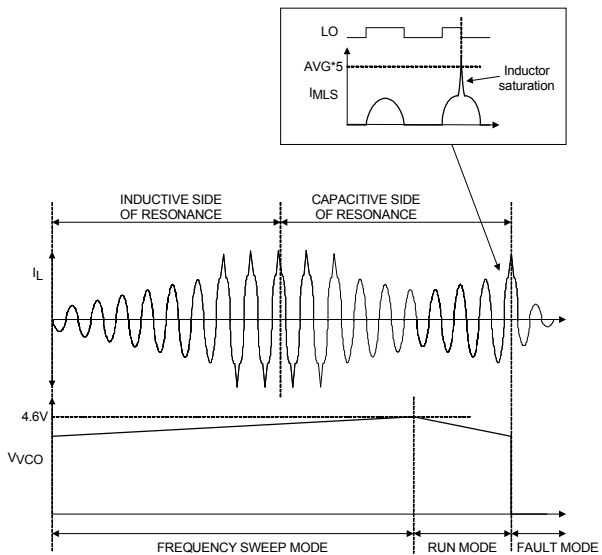 LO
AVG*5
IMLS
Inductor
saturation
INDUCTIVE SIDE
OF RESONANCE
CAPACITIVE SIDE
OF RESONANCE
IL
4.6V
VVCO
FREQUENCY SWEEP MODE
RUN MODE
FAULT MODE